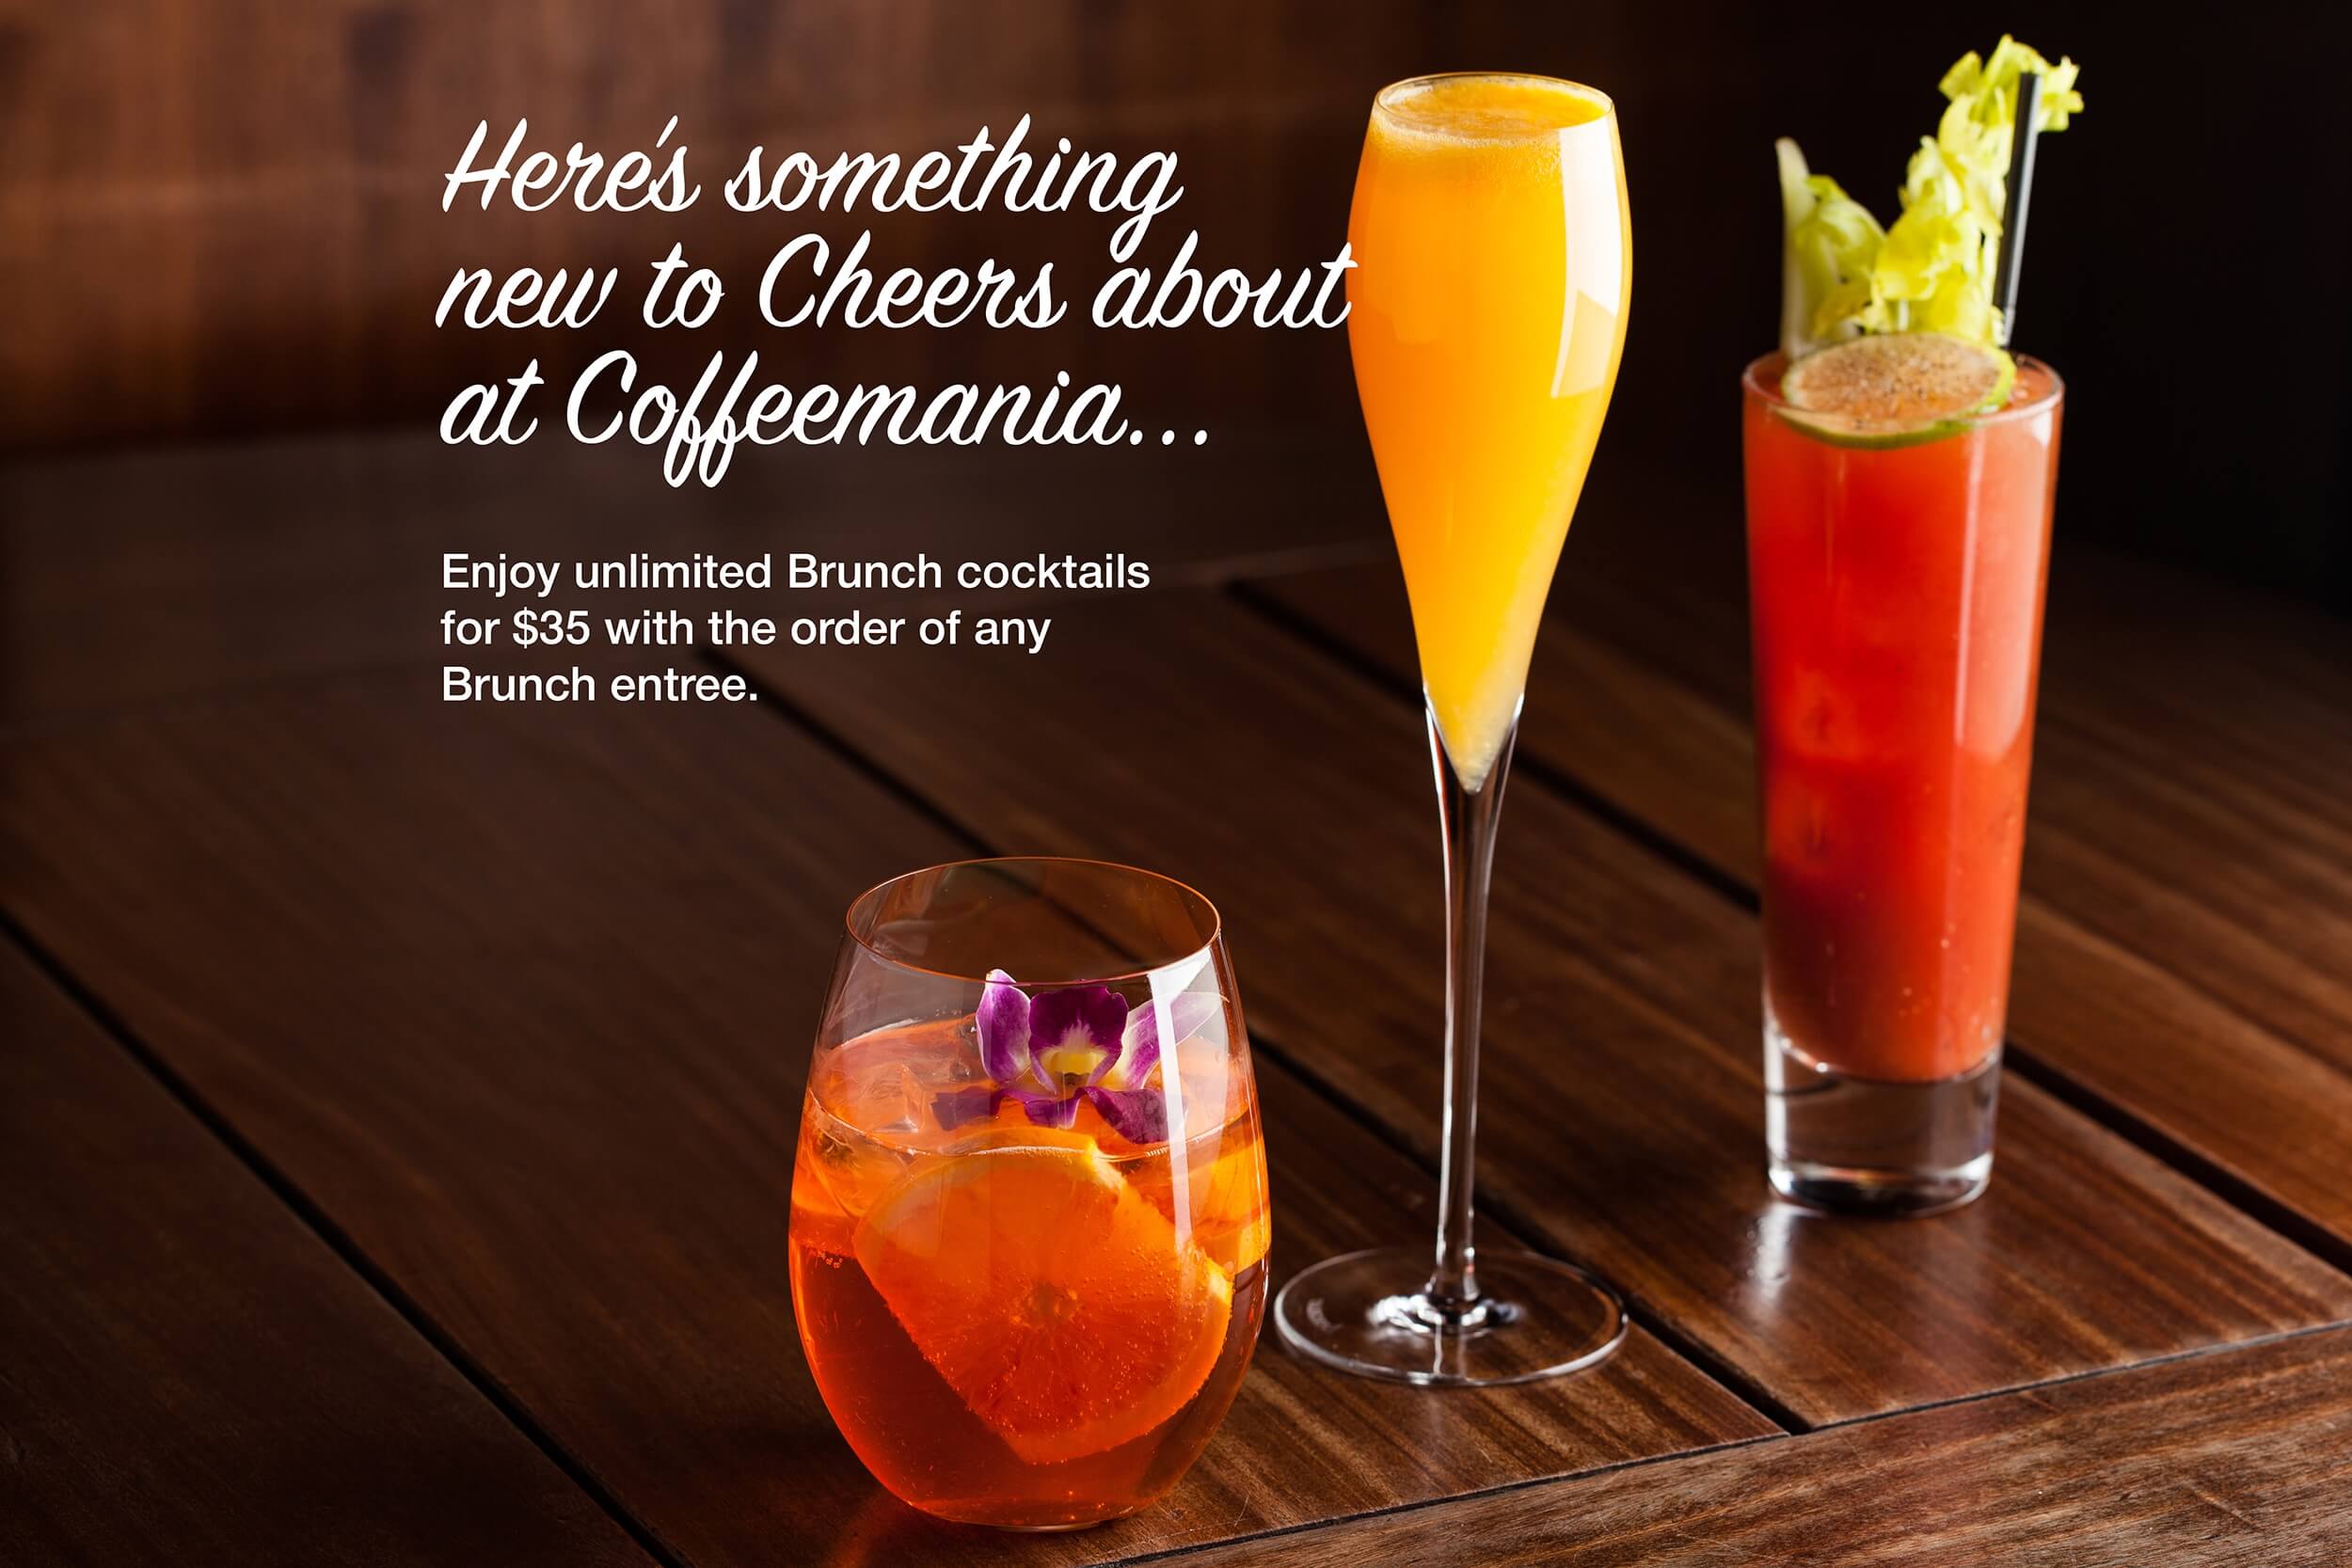 Here's something
new to Cheers about
at Coffeemania...
Enjoy unlimited Brunch cocktails
for $35 with the order of any
Brunch entree.